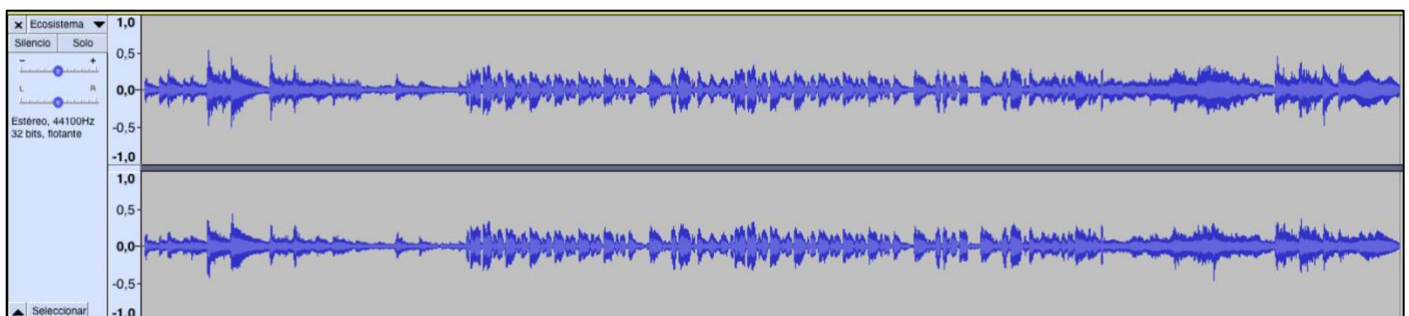 × Ecosistema ▼
Silencio Solo
- +
L R
Estéreo, 44100Hz
32 bits, flotante
▲ Seleccionar
1,0
0,5-
0,0-
-0,5-
-1,0
1,0
0,5-
0,0-
-0,5-
-1,0